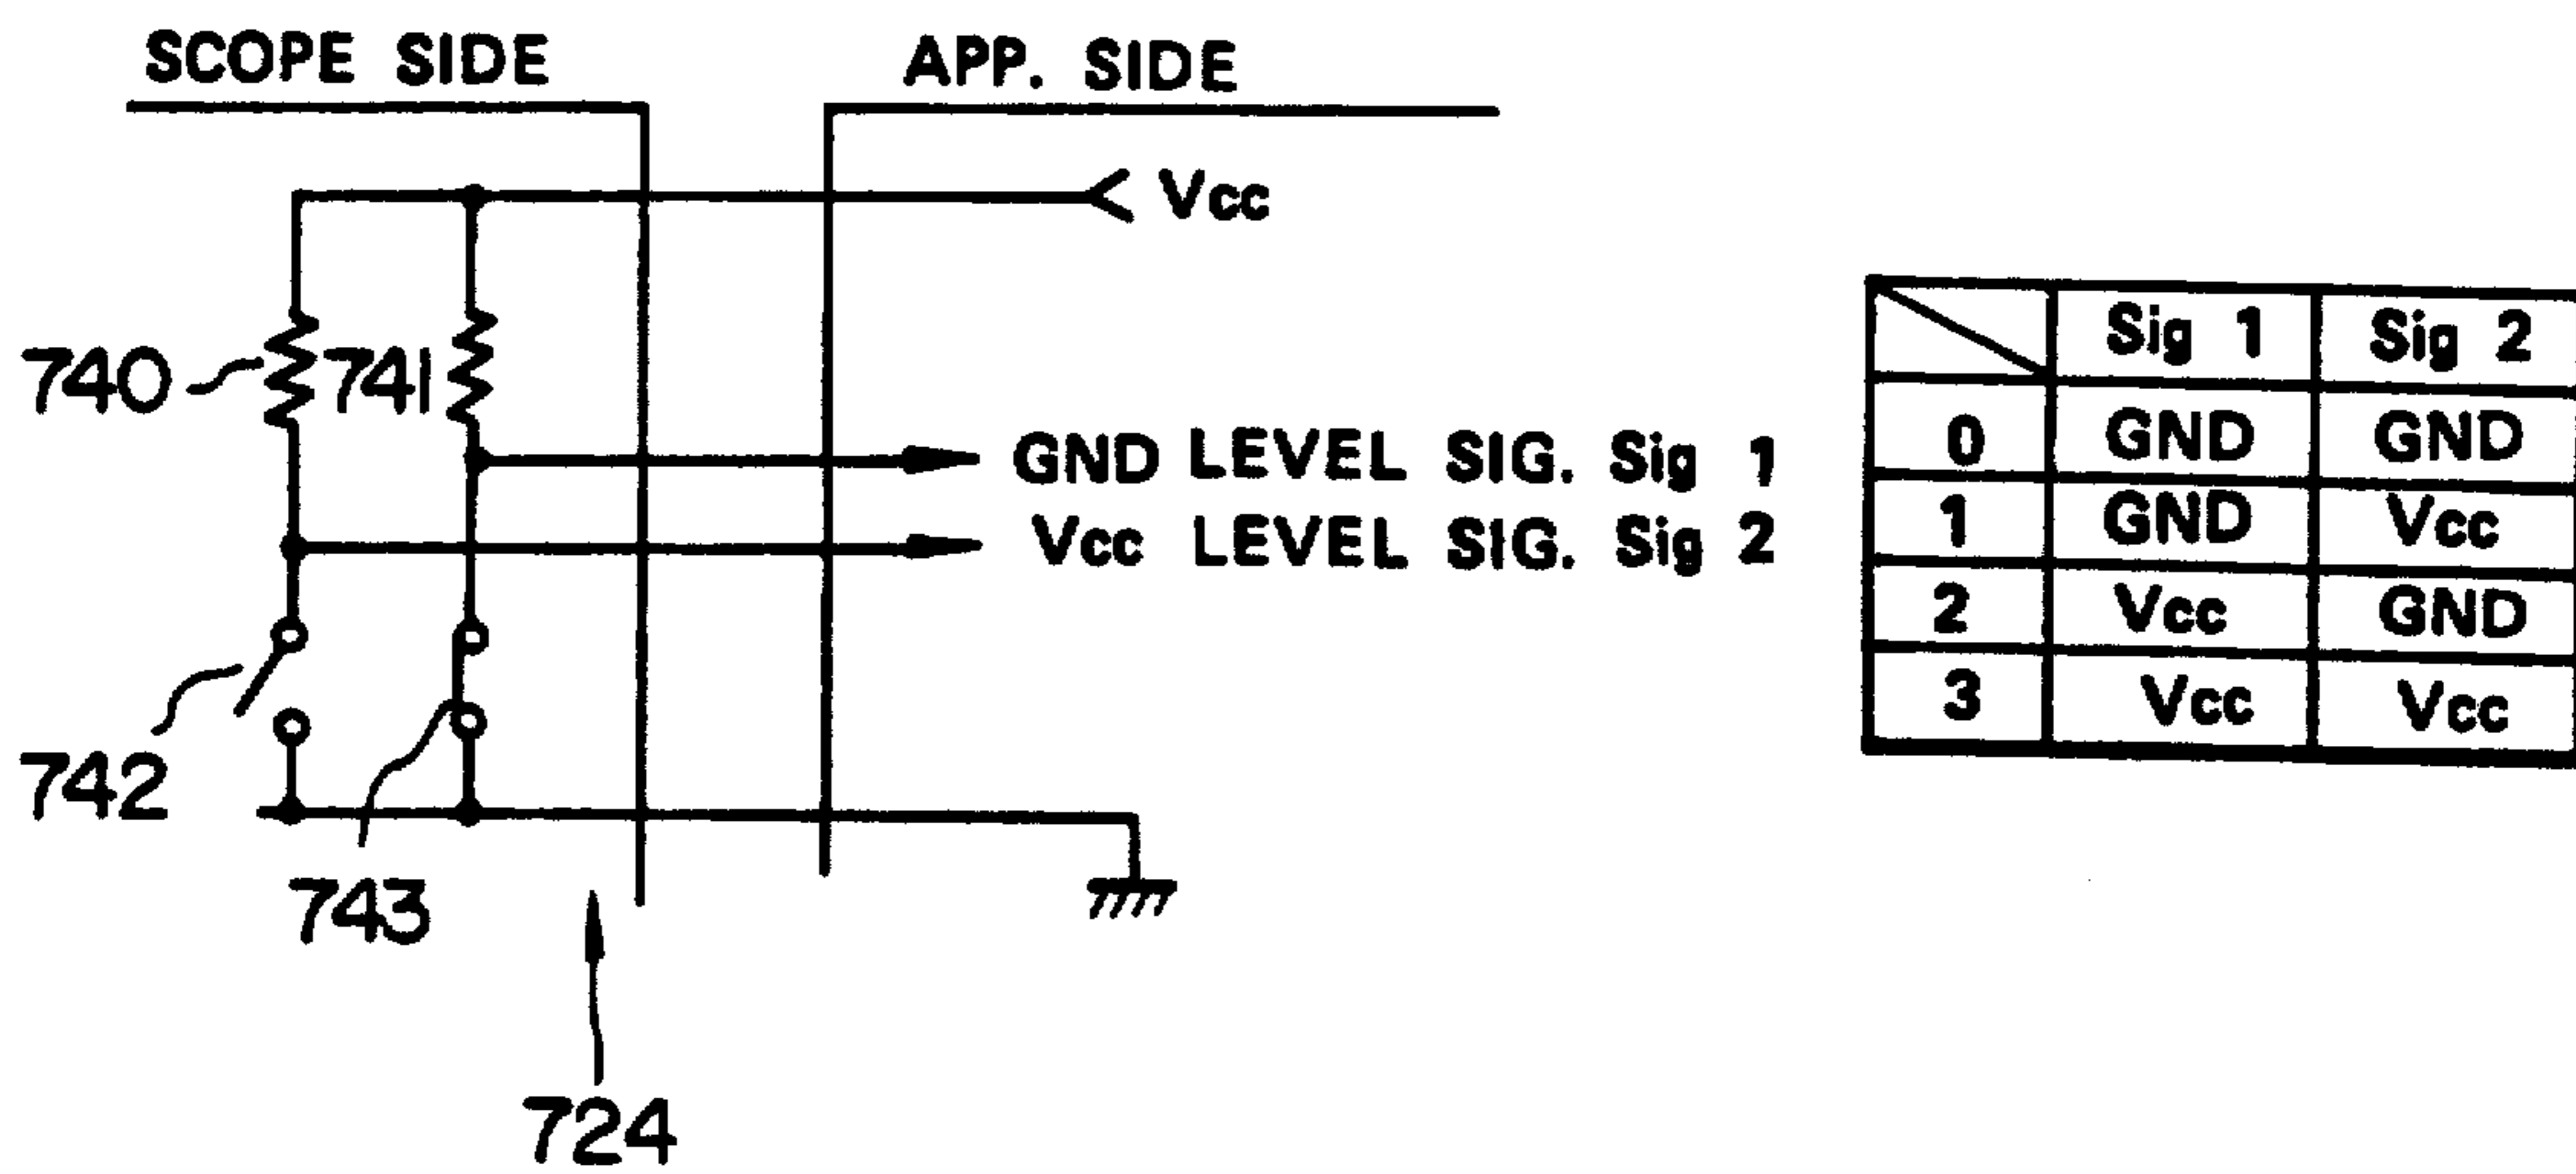 SCOPE SIDE
APP. SIDE
Vcc
740
741
GND LEVEL SIG. Sig 1
Vcc LEVEL SIG. Sig 2
742
743
724
Sig 1 Sig 2
0 GND GND
1 GND Vcc
2 Vcc GND
3 Vcc Vcc